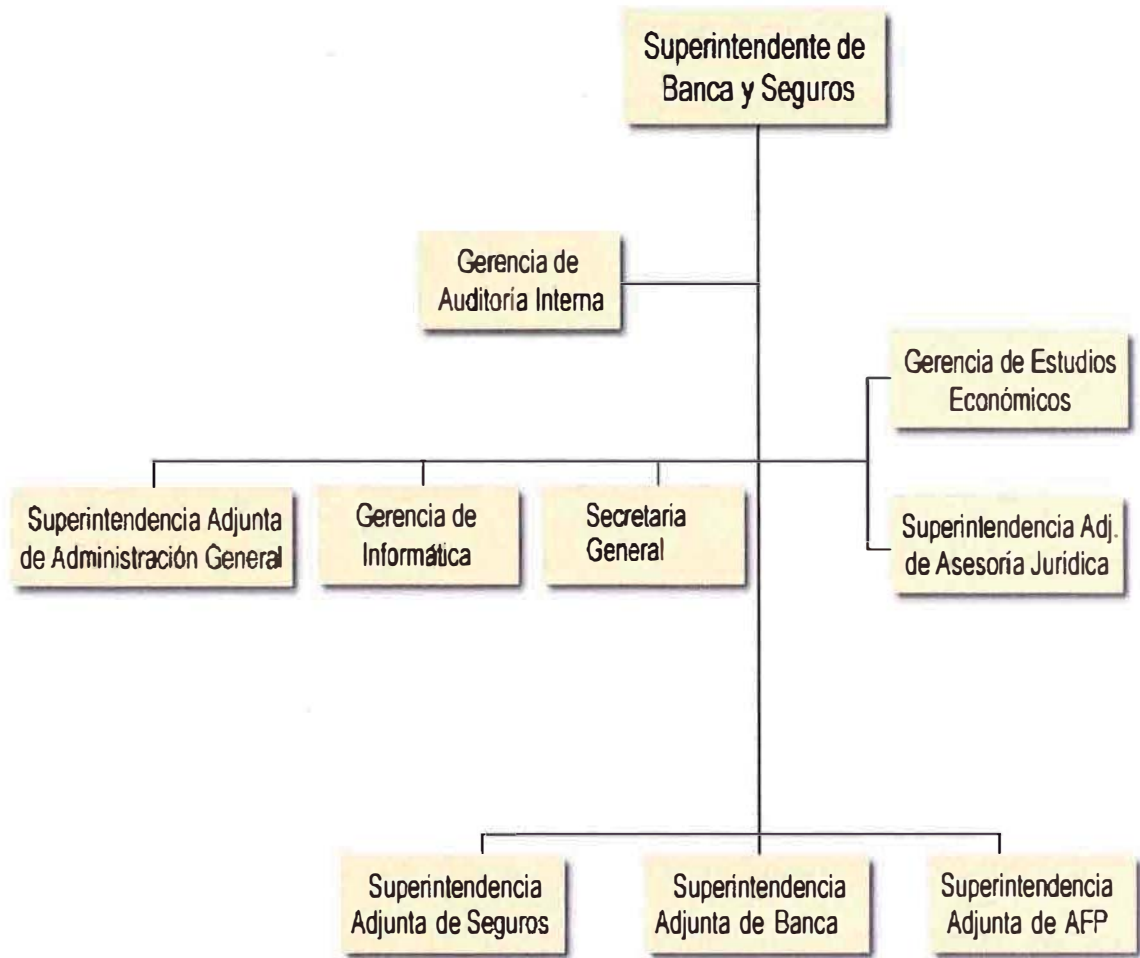 Superintendente de
Banca y Seguros
Gerencia de
Auditoría Interna
Gerencia de Estudios
Económicos
Superintendencia Adjunta
de Administración General
Gerencia de
Informática
Secretaria
General
Superintendencia Adj.
de Asesoría Jurídica
Superintendencia
Adjunta de Seguros
Superintendencia
Adjunta de Banca
Superintendencia
Adjunta de AFP